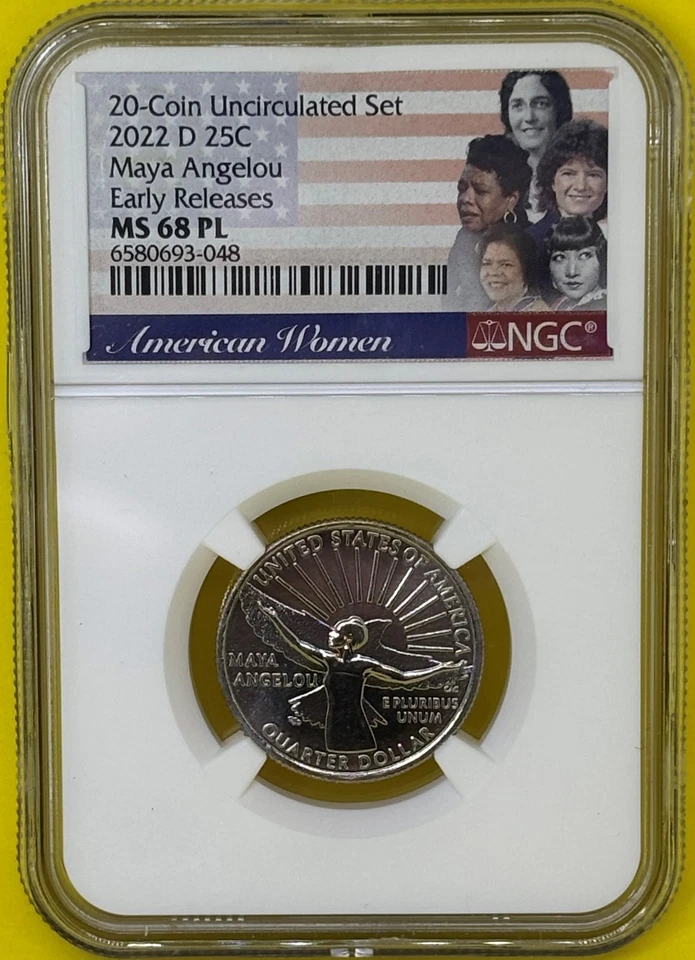 20-Coin Uncirculated Set
2022 D 25C
Maya Angelou
Early Releases
MS 68 PL
6580693-048
American Women
NGC®
UNITED STATES OF AMERICA
MAYA
ANGELOU
E PLURIBUS
UNUM
QUARTER DOLLAR